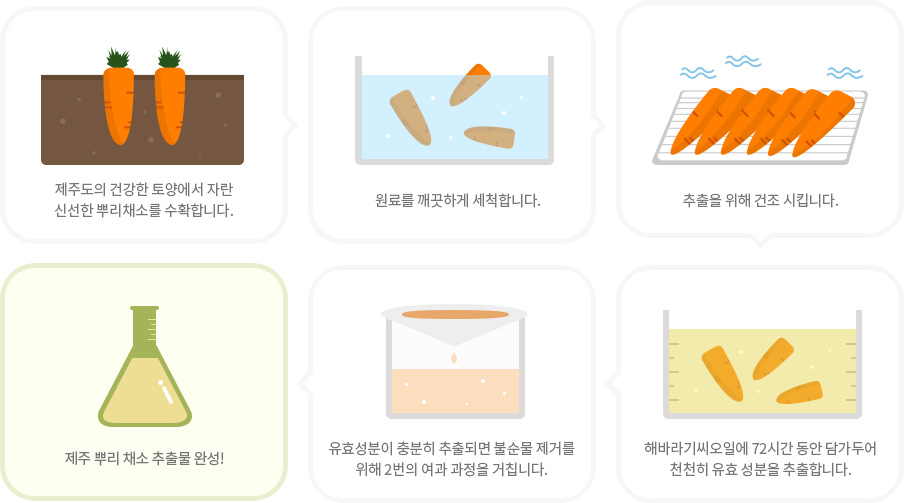 제주도의 건강한 토양에서 자란
신선한 뿌리채소를 수확합니다.
원료를 깨끗하게 세척합니다.
추출을 위해 건조 시킵니다.
해바라기씨오일에 72시간 동안 담가두어
천천히 유효 성분을 추출합니다.
유효성분이 충분히 추출되면 불순물 제거를
위해 2번의 여과 과정을 거칩니다.
제주 뿌리 채소 추출물 완성!